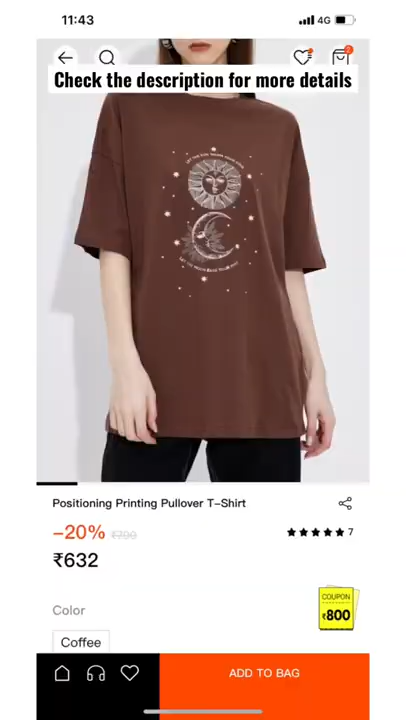 11:43
4G
Check the description for more details
Positioning Printing Pullover T-Shirt
-20% ₹790
★★★★★ 7
₹632
COUPON
₹800
Color
Coffee
ADD TO BAG